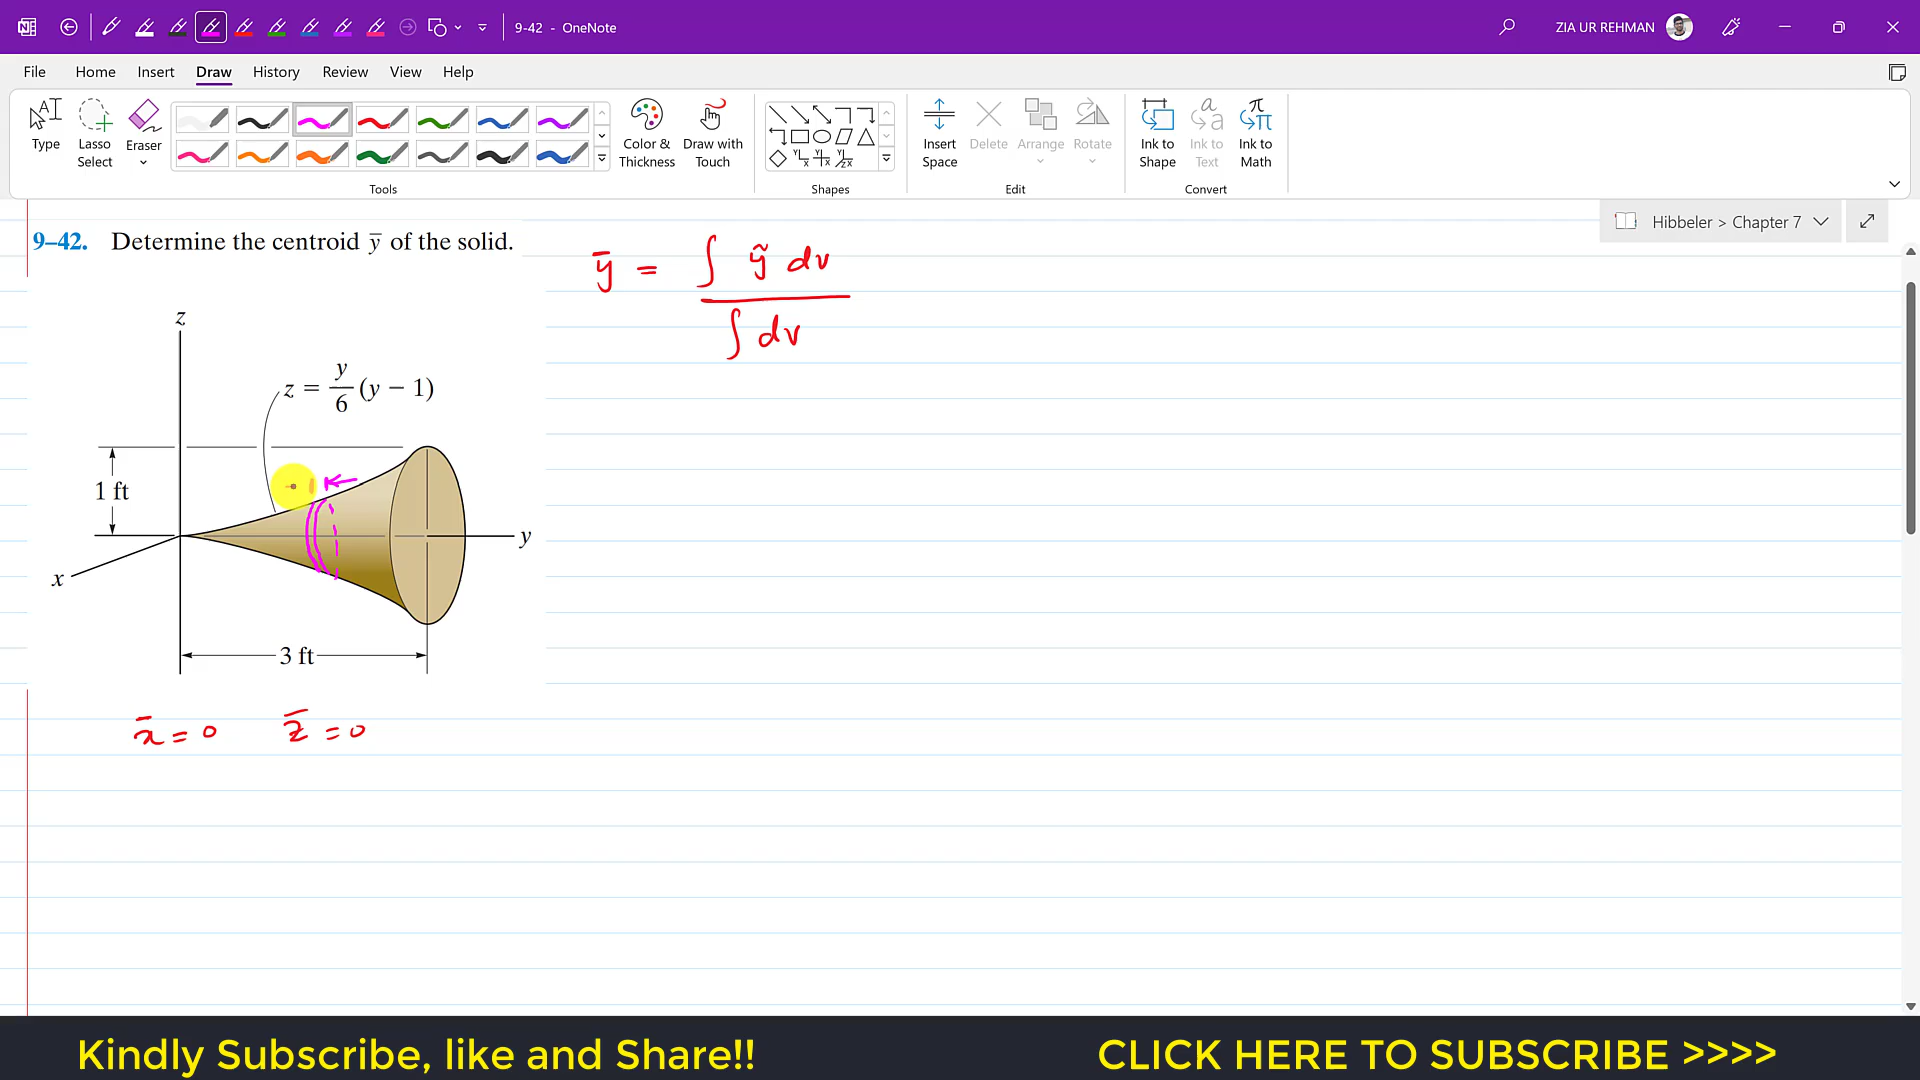 9-42 - OneNote
ZIA UR REHMAN
File Home Insert Draw History Review View Help
Type
Lasso Select
Eraser
Color & Thickness
Draw with Touch
Insert Space
Delete
Arrange
Rotate
Ink to Shape
Ink to Text
Ink to Math
Tools
Shapes
Edit
Convert
Hibbeler > Chapter 7
9–42. Determine the centroid ȳ of the solid.
ȳ = ∫ ỹ dv / ∫ dv
z
z = y/6 (y − 1)
1 ft
y
x
3 ft
x̄ = 0 z̄ = 0
Kindly Subscribe, like and Share!!
CLICK HERE TO SUBSCRIBE >>>>